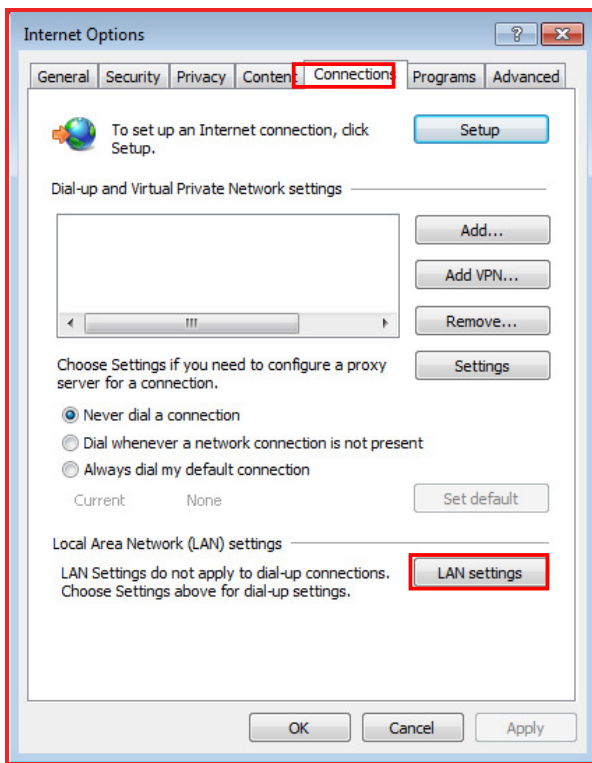 Internet Options
General Security Privacy Content Connections Programs Advanced
To set up an Internet connection, click
Setup.
Setup
Dial-up and Virtual Private Network settings
Add...
Add VPN...
Remove...
Choose Settings if you need to configure a proxy
server for a connection.
Settings
Never dial a connection
Dial whenever a network connection is not present
Always dial my default connection
Current None
Set default
Local Area Network (LAN) settings
LAN Settings do not apply to dial-up connections.
Choose Settings above for dial-up settings.
LAN settings
OK Cancel Apply